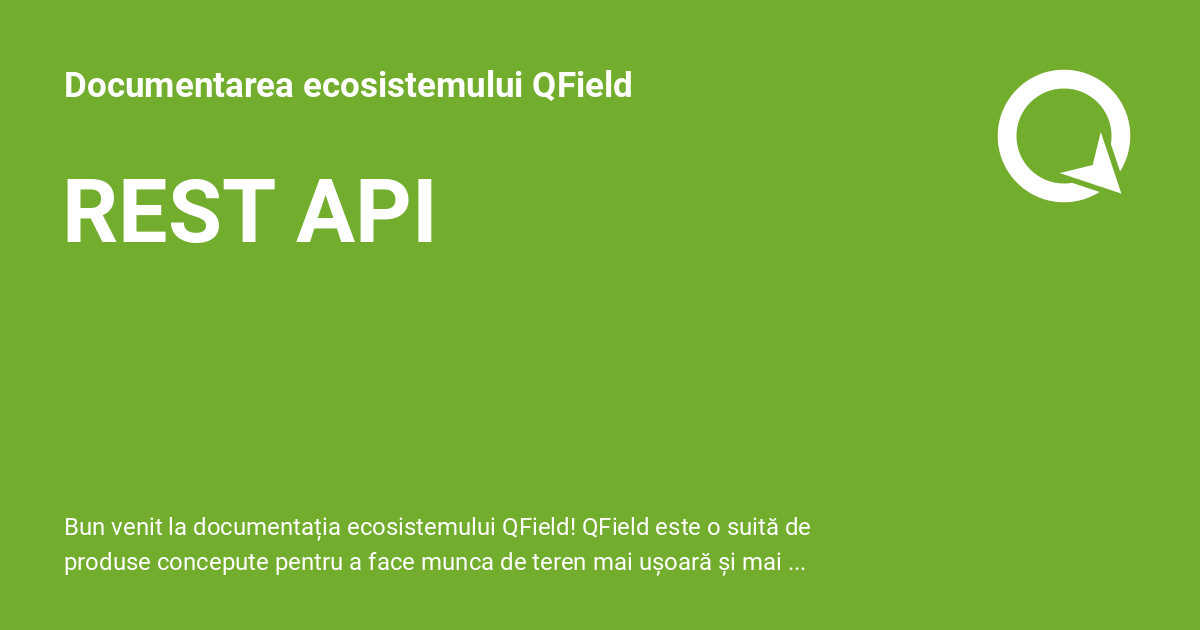 Documentarea ecosistemului QField
REST API
Bun venit la documentația ecosistemului QField! QField este o suită de
produse concepute pentru a face munca de teren mai ușoară și mai ...